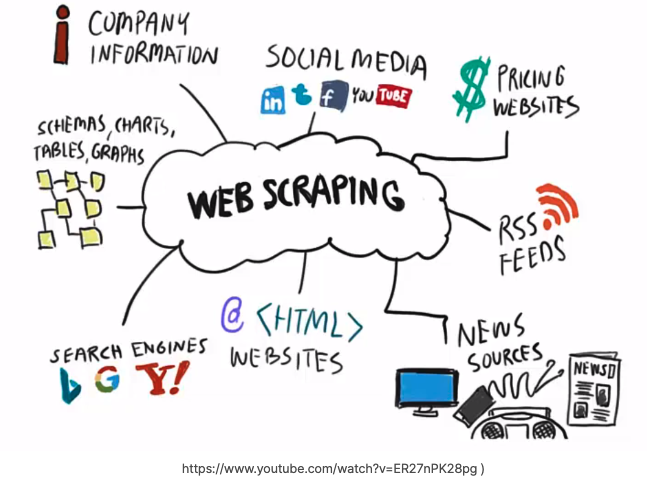 COMPANY
INFORMATION
SOCIAL MEDIA
in t f YOU TUBE
$ PRICING
WEBSITES
SCHEMAS, CHARTS,
TABLES, GRAPHS
WEB SCRAPING
RSS
FEEDS
@ <HTML>
WEBSITES
SEARCH ENGINES
b G Y!
NEWS
SOURCES
NEWS
https://www.youtube.com/watch?v=ER27nPK28pg )